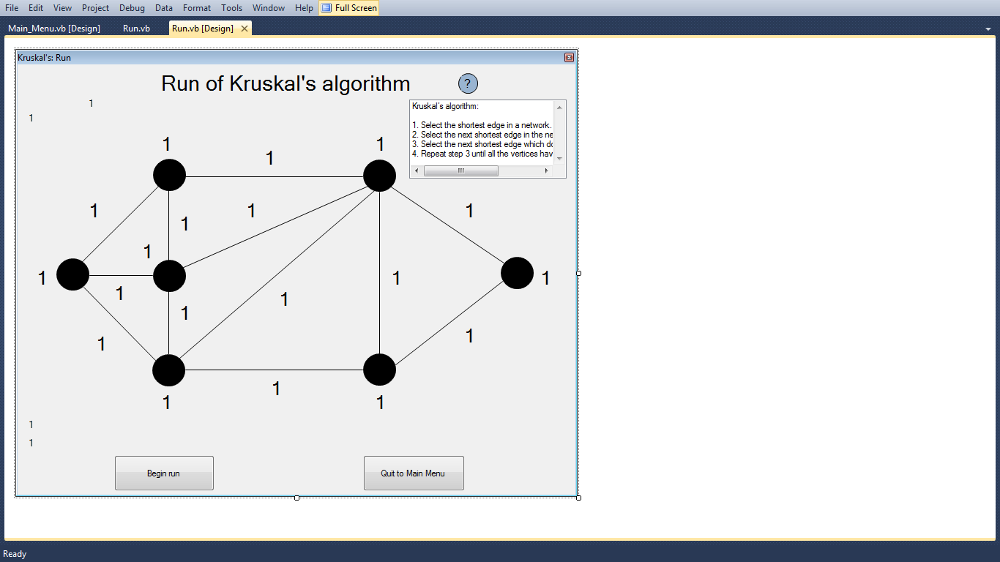 File Edit View Project Debug Data Format Tools Window Help Full Screen
Main_Menu.vb [Design] Run.vb Run.vb [Design]
Kruskal's: Run
Run of Kruskal's algorithm ?
1
1
Kruskal's algorithm:
1. Select the shortest edge in a network.
2. Select the next shortest edge in the ne
3. Select the next shortest edge which do
4. Repeat step 3 until all the vertices hav
1 1
1
1 1 1
1
1
1 1 1
1
1 1
1
1
1
1
1 1
1
1
Begin run Quit to Main Menu
Ready